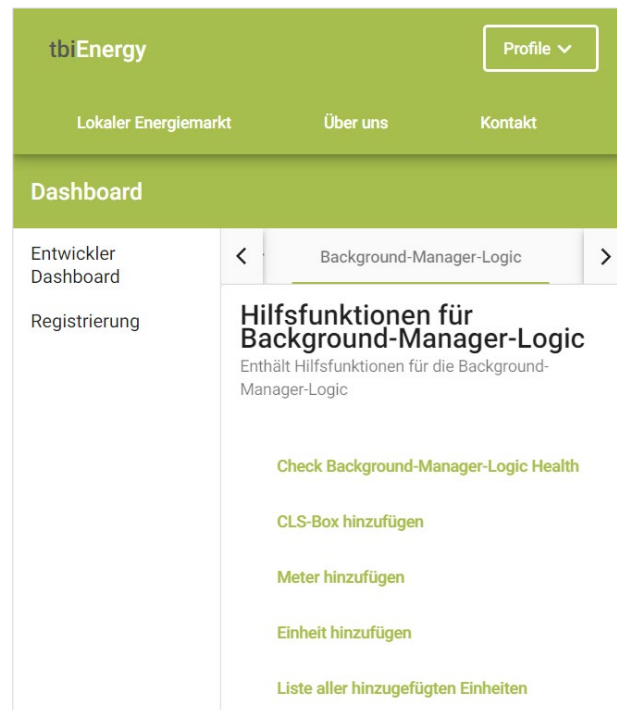 tbiEnergy
Profile
Lokaler Energiemarkt Über uns Kontakt
Dashboard
Entwickler
Dashboard
Registrierung
Background-Manager-Logic
Hilfsfunktionen für
Background-Manager-Logic
Enthält Hilfsfunktionen für die Background-
Manager-Logic
Check Background-Manager-Logic Health
CLS-Box hinzufügen
Meter hinzufügen
Einheit hinzufügen
Liste aller hinzugefügten Einheiten